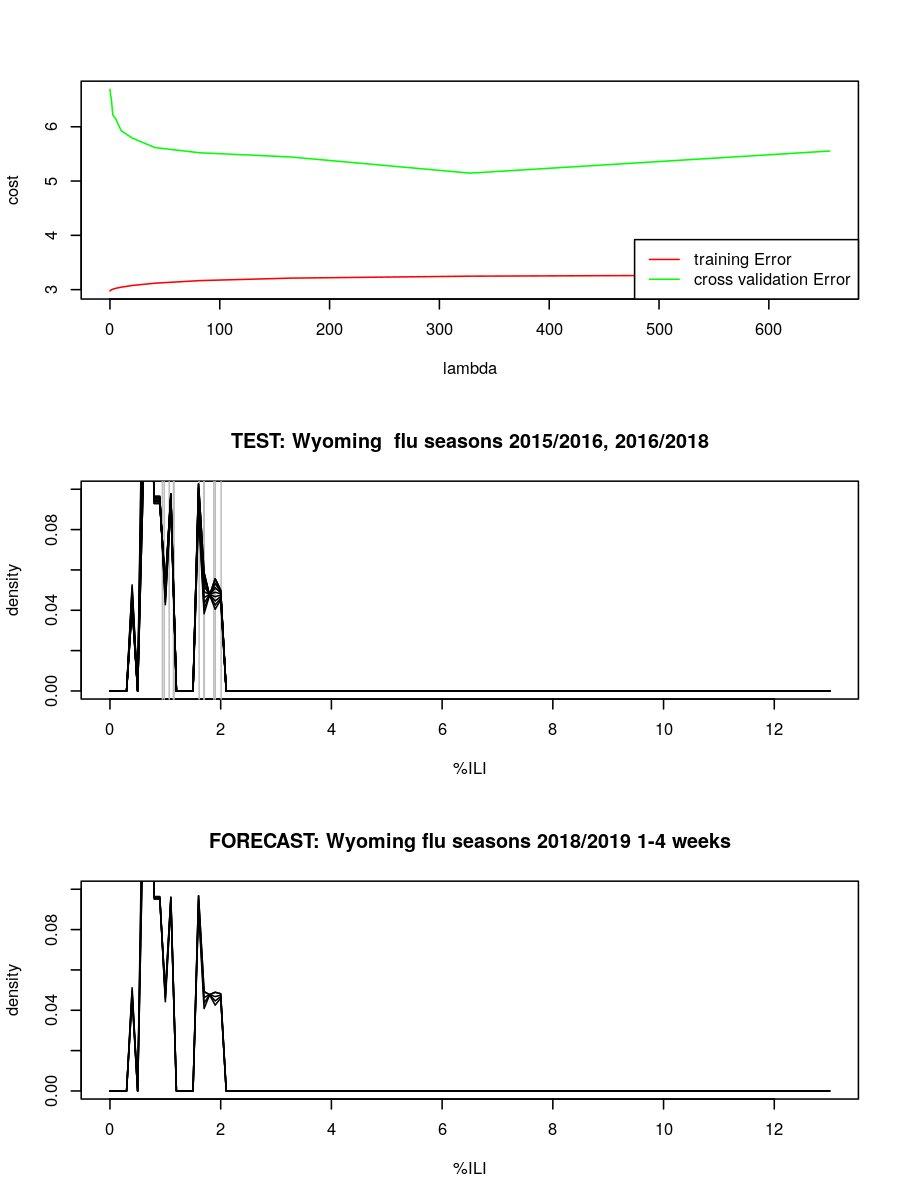 cost
6
5
4
3
training Error
cross validation Error
0 100 200 300 400 500 600
lambda
TEST: Wyoming  flu seasons 2015/2016, 2016/2018
density
0.08
0.04
0.00
0 2 4 6 8 10 12
%ILI
FORECAST: Wyoming flu seasons 2018/2019 1-4 weeks
density
0.08
0.04
0.00
0 2 4 6 8 10 12
%ILI